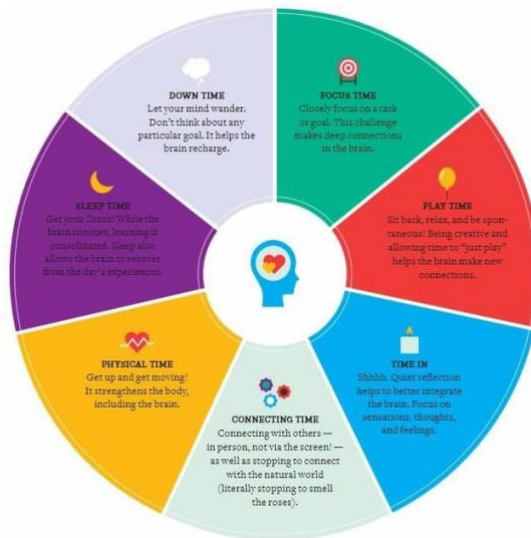 DOWN TIME
Let your mind wander.
Don't think about any
particular goal. It helps the
brain recharge.
FOCUS TIME
Closely focus on a task
or goal. This challenge
makes deep connections
in the brain.
PLAY TIME
Sit back, relax, and be spon-
taneous! Being creative and
allowing time to "just play"
helps the brain make new
connections.
TIME IN
Shhhh. Quiet reflection
helps to better integrate
the brain. Focus on
sensations, thoughts,
and feelings.
CONNECTING TIME
Connecting with others —
in person, not via the screen! —
as well as stopping to connect
with the natural world
(literally stopping to smell
the roses).
PHYSICAL TIME
Get up and get moving!
It strengthens the body,
including the brain.
SLEEP TIME
Get your Zzzzs! While the
brain snoozes, learning is
consolidated. Sleep also
allows the brain to recover
from the day's experiences.